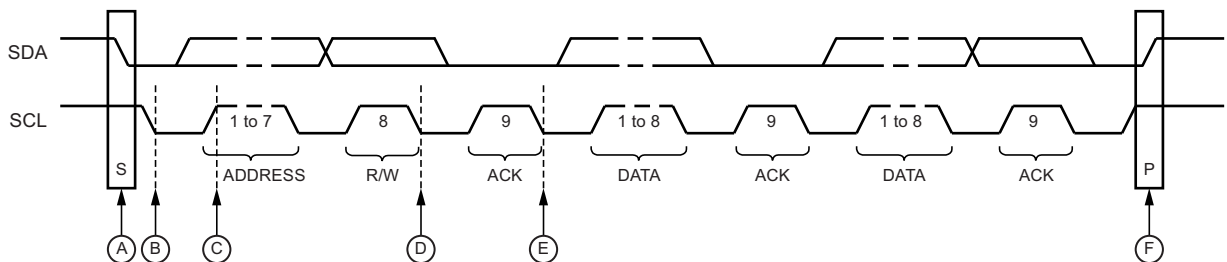 SDA
SCL
1 to 7 8 9 1 to 8 9 1 to 8 9
S ADDRESS R/W ACK DATA ACK DATA ACK P
A B C D E F